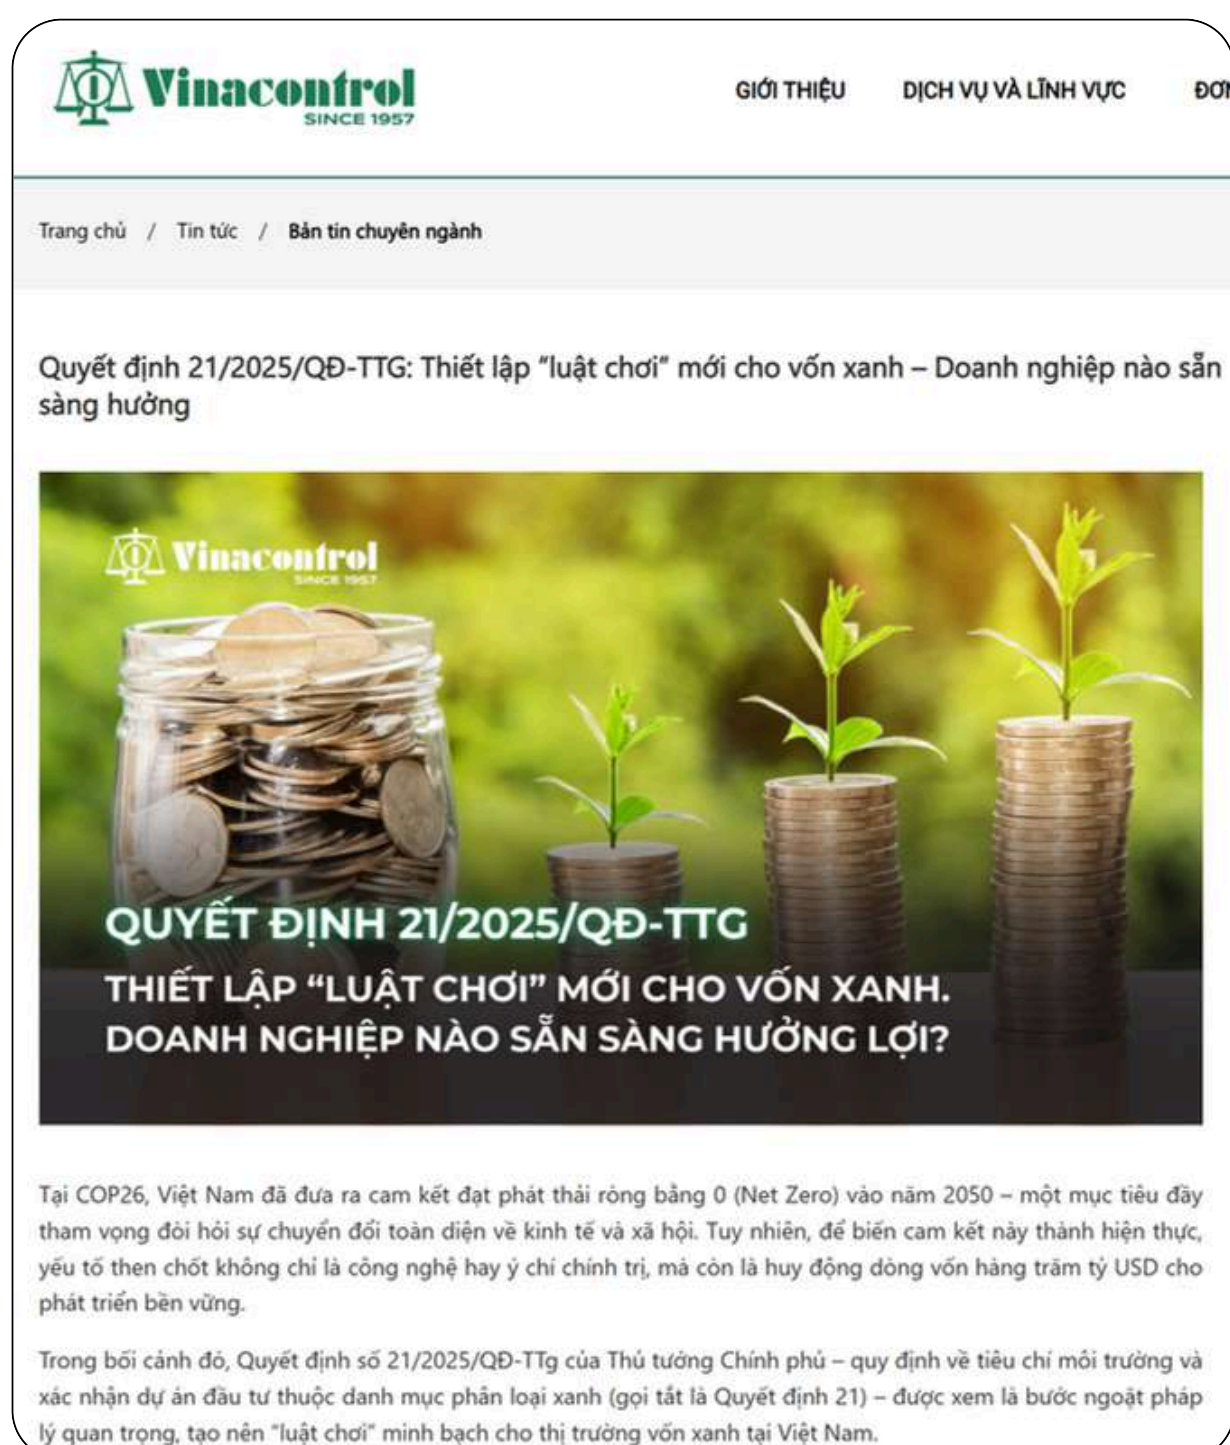 Vinacontrol
SINCE 1957
GIỚI THIỆU DỊCH VỤ VÀ LĨNH VỰC ĐƠN
Trang chủ / Tin tức / Bản tin chuyên ngành
Quyết định 21/2025/QĐ-TTG: Thiết lập "luật chơi" mới cho vốn xanh – Doanh nghiệp nào sẵn
sàng hưởng
Vinacontrol
SINCE 1957
QUYẾT ĐỊNH 21/2025/QĐ-TTG
THIẾT LẬP “LUẬT CHƠI” MỚI CHO VỐN XANH.
DOANH NGHIỆP NÀO SẴN SÀNG HƯỞNG LỢI?
Tại COP26, Việt Nam đã đưa ra cam kết đạt phát thải ròng bằng 0 (Net Zero) vào năm 2050 – một mục tiêu đầy
tham vọng đòi hỏi sự chuyển đổi toàn diện về kinh tế và xã hội. Tuy nhiên, để biến cam kết này thành hiện thực,
yếu tố then chốt không chỉ là công nghệ hay ý chí chính trị, mà còn là huy động dòng vốn hàng trăm tỷ USD cho
phát triển bền vững.
Trong bối cảnh đó, Quyết định số 21/2025/QĐ-TTg của Thủ tướng Chính phủ – quy định về tiêu chí môi trường và
xác nhận dự án đầu tư thuộc danh mục phân loại xanh (gọi tắt là Quyết định 21) – được xem là bước ngoặt pháp
lý quan trọng, tạo nên "luật chơi" minh bạch cho thị trường vốn xanh tại Việt Nam.